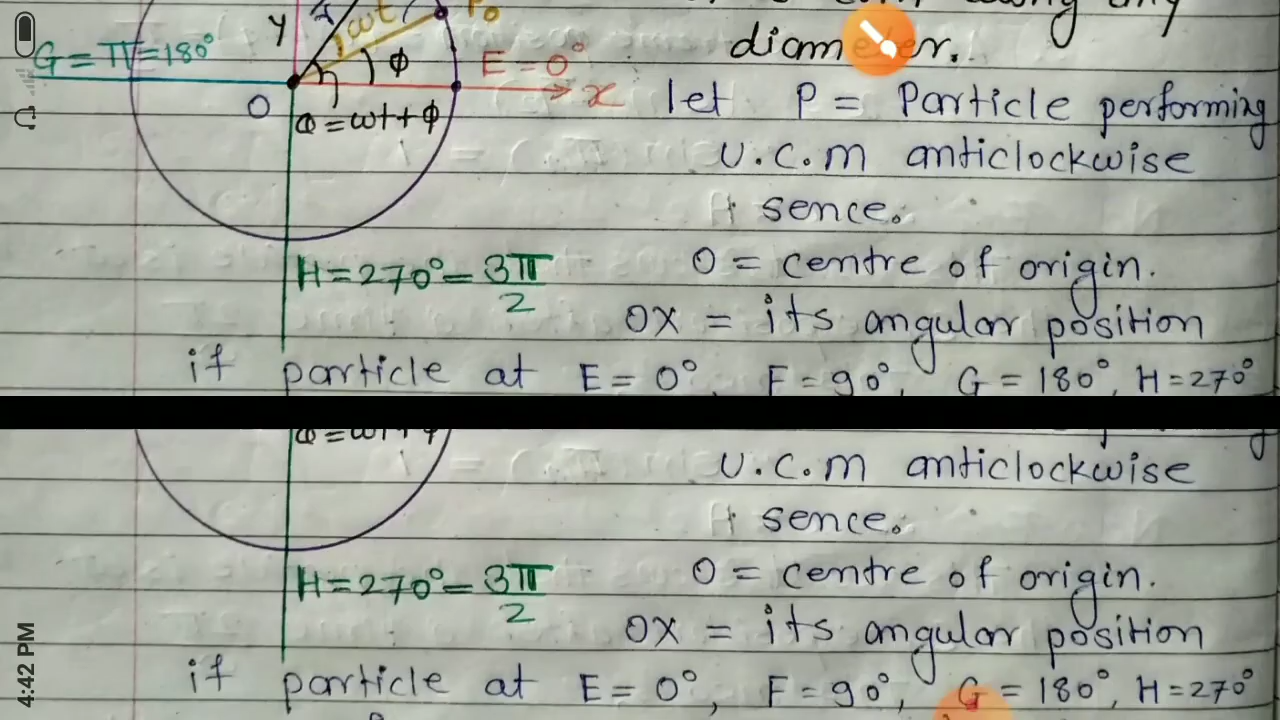 diameter.
y
ωt
P₀
G = π = 180°
ϕ
E = 0°
x
O
let P = Particle performing
θ = ωt + ϕ
U.C.M anticlockwise
sence.
H = 270° = 3π/2
O = centre of origin.
OX = its angular position
if particle at E = 0°, F = 90°, G = 180°, H = 270°
U.C.M anticlockwise
sence.
H = 270° = 3π/2
O = centre of origin.
OX = its angular position
if particle at E = 0°, F = 90°, G = 180°, H = 270°
4:42 PM